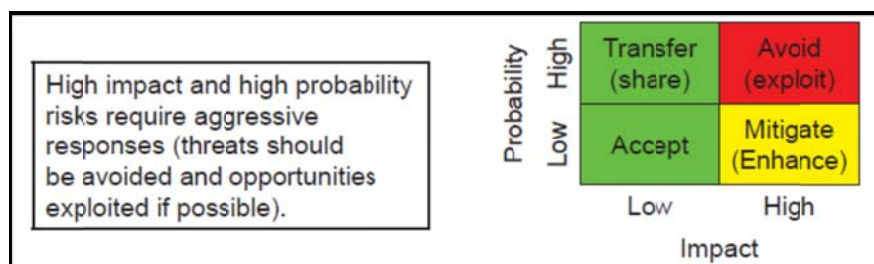 High impact and high probability
risks require aggressive
responses (threats should
be avoided and opportunities
exploited if possible).
Probability
High
Low
Transfer
(share)
Avoid
(exploit)
Accept
Mitigate
(Enhance)
Low
High
Impact